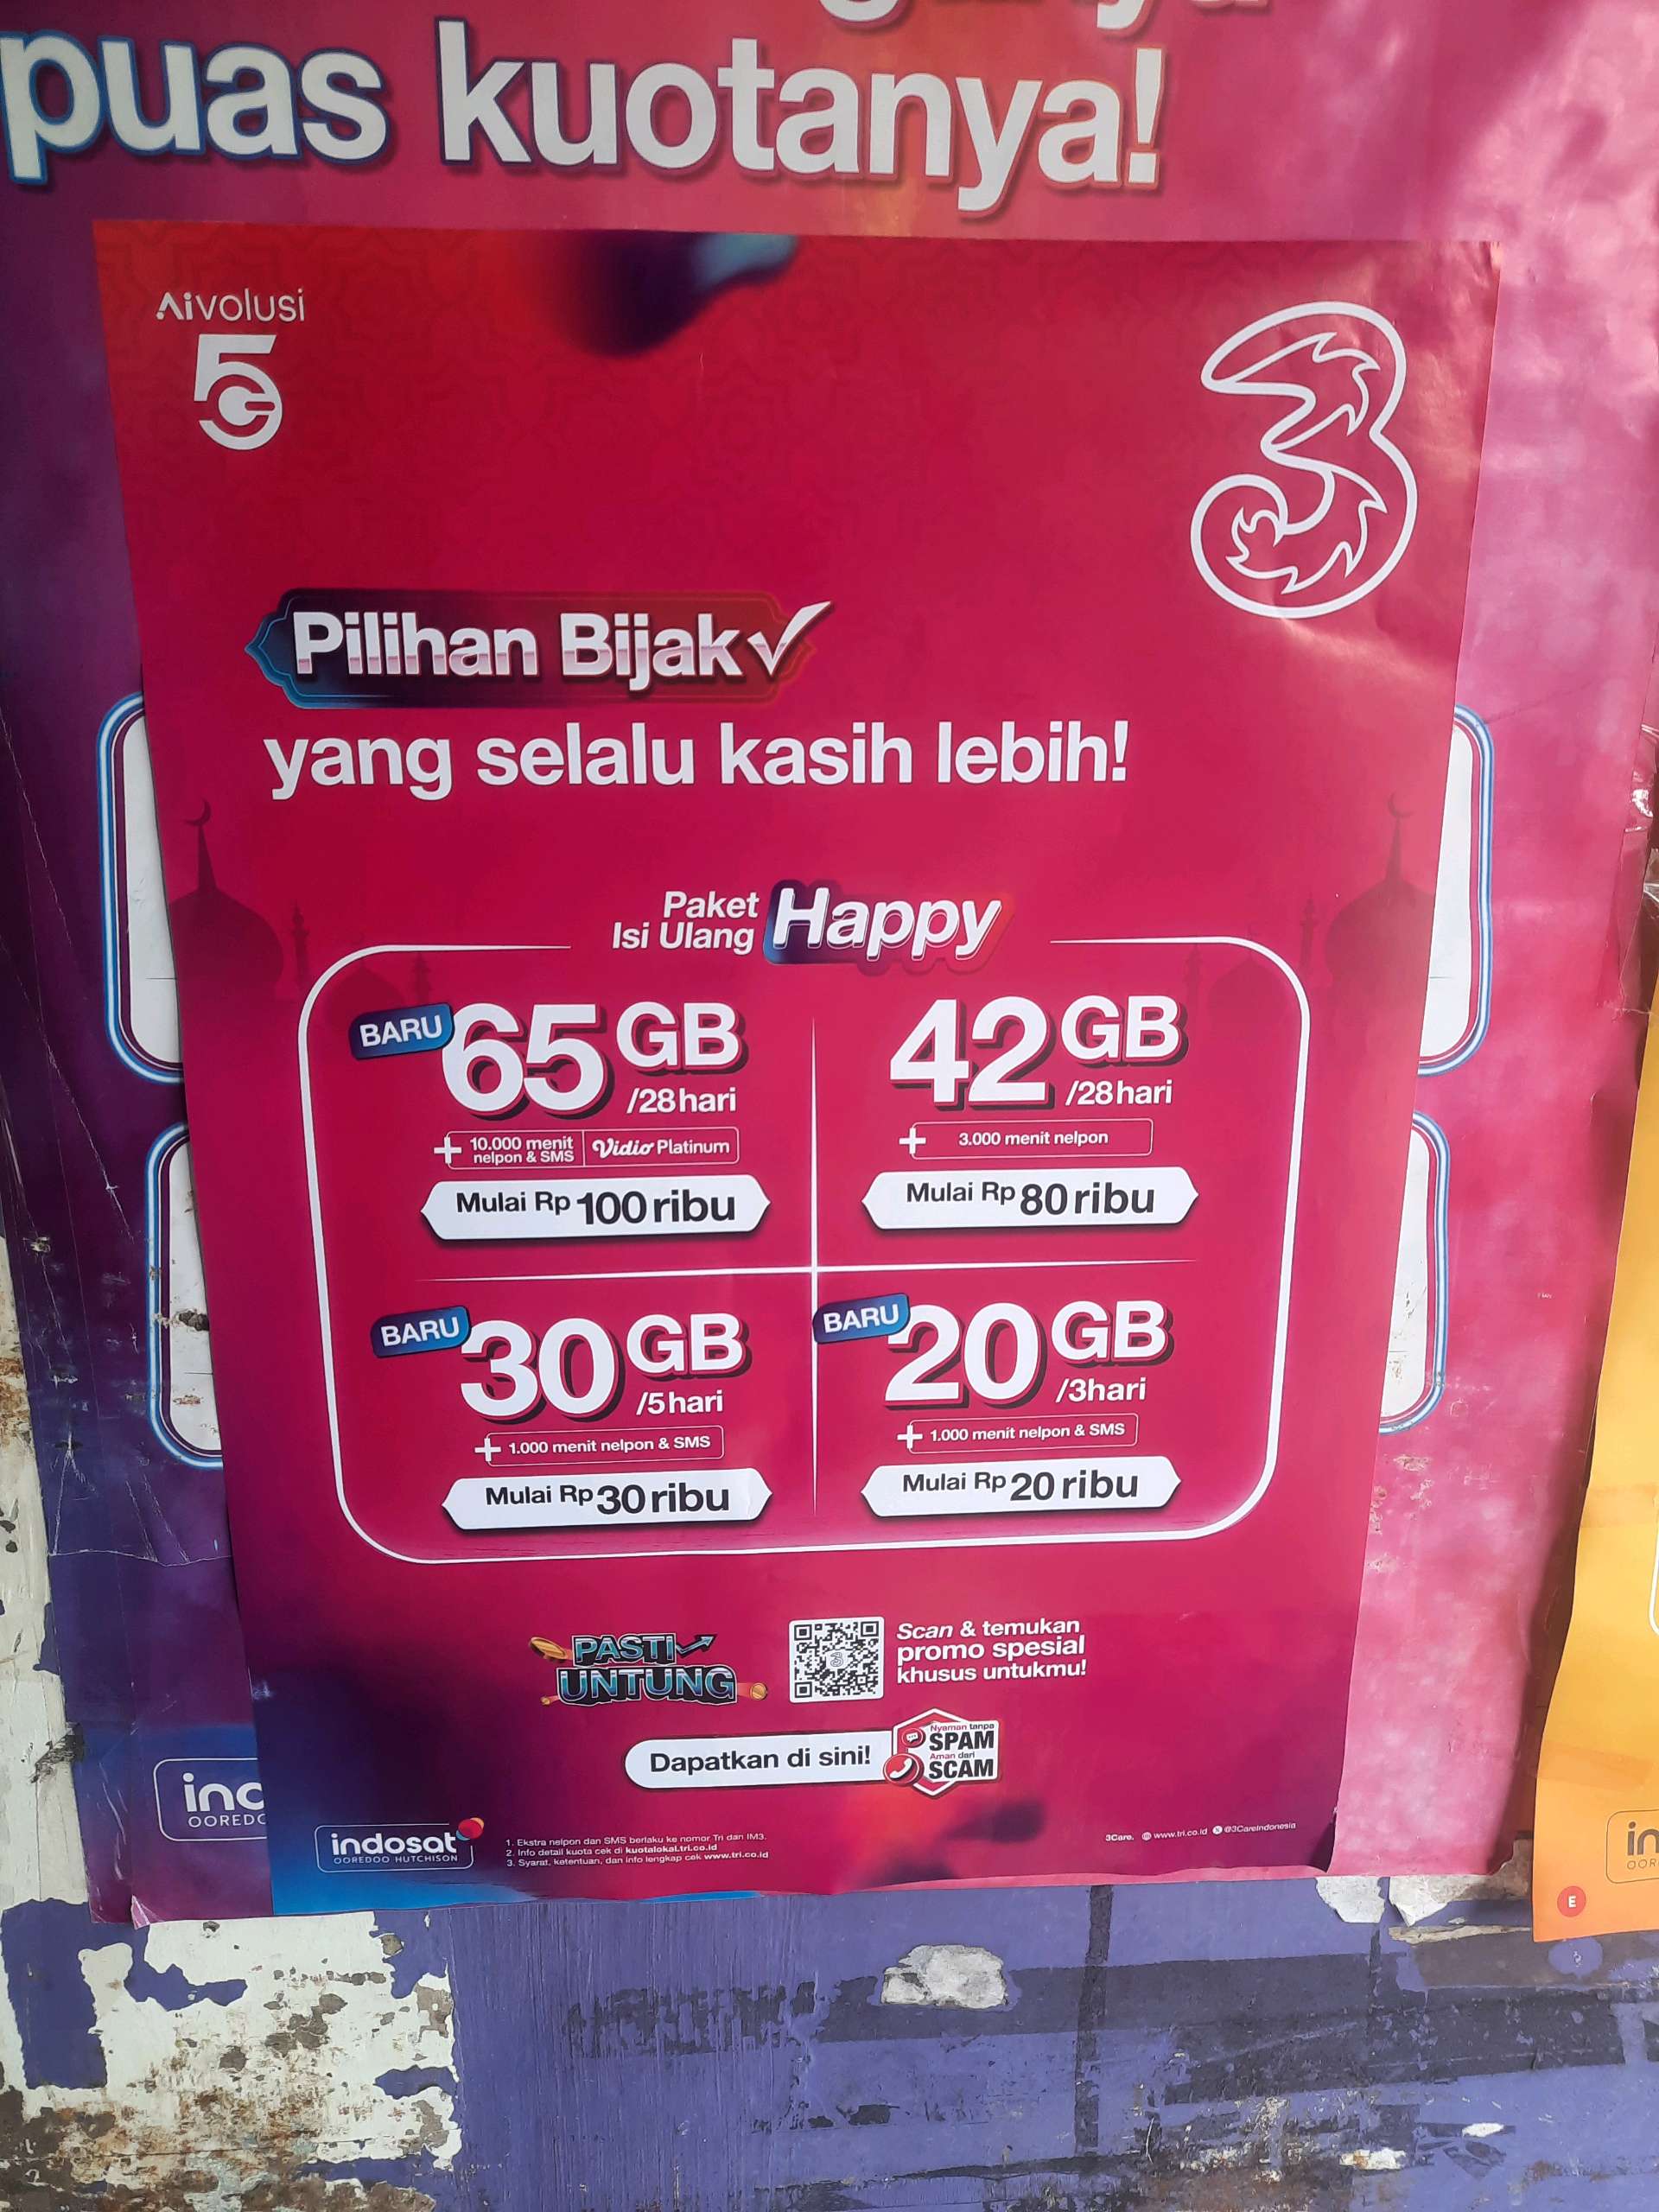 puas kuotanya!
Aivolusi
5G
3
Pilihan Bijak
yang selalu kasih lebih!
Paket
Isi Ulang
Happy
BARU
65 GB
/28 hari
+ 10.000 menit
nelpon & SMS
Vidio Platinum
Mulai Rp 100 ribu
42 GB
/28 hari
+ 3.000 menit nelpon
Mulai Rp 80 ribu
BARU
30 GB
/5 hari
+ 1.000 menit nelpon & SMS
Mulai Rp 30 ribu
BARU
20 GB
/3hari
+ 1.000 menit nelpon & SMS
Mulai Rp 20 ribu
PASTI
UNTUNG
Scan & temukan
promo spesial
khusus untukmu!
Dapatkan di sini!
Nyaman tanpa
SPAM
Aman dari
SCAM
indosat
OOREDOO HUTCHISON
1. Ekstra nelpon dan SMS berlaku ke nomor Tri dan IM3.
2. Info detail kuota cek di kuotalokal.tri.co.id
3. Syarat, ketentuan, dan info lengkap cek www.tri.co.id
3Care. www.tri.co.id @3CareIndonesia
E